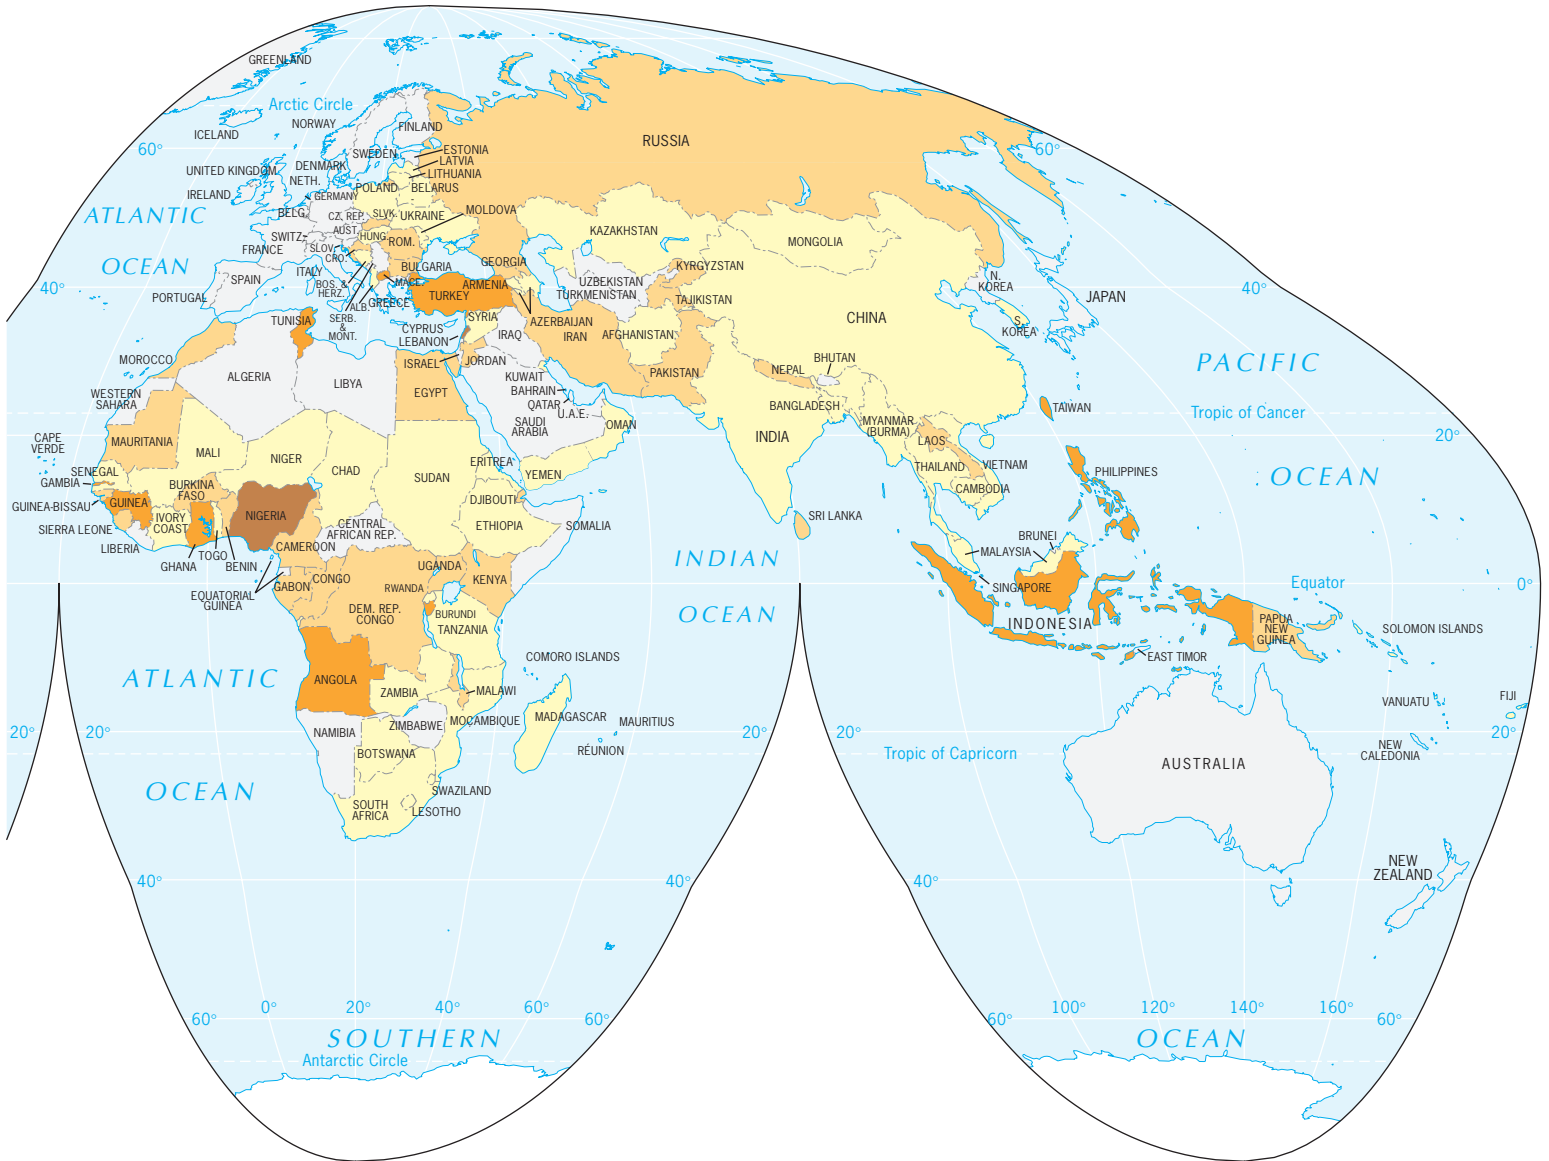 GREENLAND
Arctic Circle
NORWAY
FINLAND
ICELAND
RUSSIA
60°
60°
SWEDEN
ESTONIA
LATVIA
UNITED KINGDOM
DENMARK
LITHUANIA
NETH.
POLAND
BELARUS
IRELAND
GERMANY
ATLANTIC
OCEAN
BELG.
CZ. REP.
SLVK.
UKRAINE
MOLDOVA
SWITZ.
AUST.
HUNG.
ROM.
FRANCE
SLOV.
CRO.
KAZAKHSTAN
MONGOLIA
GEORGIA
BULGARIA
KYRGYZSTAN
ITALY
SPAIN
BOS. &
HERZ.
MACE.
ARMENIA
UZBEKISTAN
TURKMENISTAN
N.
KOREA
40°
40°
PORTUGAL
ALB.
GREECE
TURKEY
TAJIKISTAN
JAPAN
TUNISIA
SERB.
&
MONT.
SYRIA
AZERBAIJAN
CHINA
S.
KOREA
CYPRUS
LEBANON
IRAQ
IRAN
AFGHANISTAN
MOROCCO
ISRAEL
JORDAN
BHUTAN
PACIFIC
OCEAN
ALGERIA
LIBYA
EGYPT
KUWAIT
PAKISTAN
NEPAL
WESTERN
SAHARA
BAHRAIN
QATAR
U.A.E.
BANGLADESH
TAIWAN
Tropic of Cancer
SAUDI
ARABIA
OMAN
INDIA
MYANMAR
(BURMA)
20°
CAPE
VERDE
MAURITANIA
MALI
NIGER
LAOS
SENEGAL
GAMBIA
CHAD
SUDAN
ERITREA
YEMEN
THAILAND
VIETNAM
PHILIPPINES
BURKINA
FASO
DJIBOUTI
CAMBODIA
GUINEA-BISSAU
GUINEA
NIGERIA
IVORY
COAST
SRI LANKA
SIERRA LEONE
CENTRAL
AFRICAN REP.
ETHIOPIA
SOMALIA
LIBERIA
CAMEROON
BRUNEI
MALAYSIA
GHANA
TOGO
BENIN
UGANDA
INDIAN
OCEAN
CONGO
GABON
RWANDA
KENYA
SINGAPORE
Equator
0°
EQUATORIAL
GUINEA
DEM. REP.
CONGO
BURUNDI
TANZANIA
INDONESIA
PAPUA
NEW
GUINEA
SOLOMON ISLANDS
COMORO ISLANDS
EAST TIMOR
ATLANTIC
OCEAN
ANGOLA
ZAMBIA
MALAWI
VANUATU
FIJI
MOCAMBIQUE
MADAGASCAR
MAURITIUS
20°
20°
NAMIBIA
ZIMBABWE
20°
20°
20°
BOTSWANA
RÉUNION
Tropic of Capricorn
NEW
CALEDONIA
AUSTRALIA
SWAZILAND
SOUTH
AFRICA
LESOTHO
40°
40°
40°
NEW
ZEALAND
0°
20°
40°
60°
100°
120°
140°
160°
60°
60°
60°
60°
SOUTHERN
OCEAN
Antarctic Circle